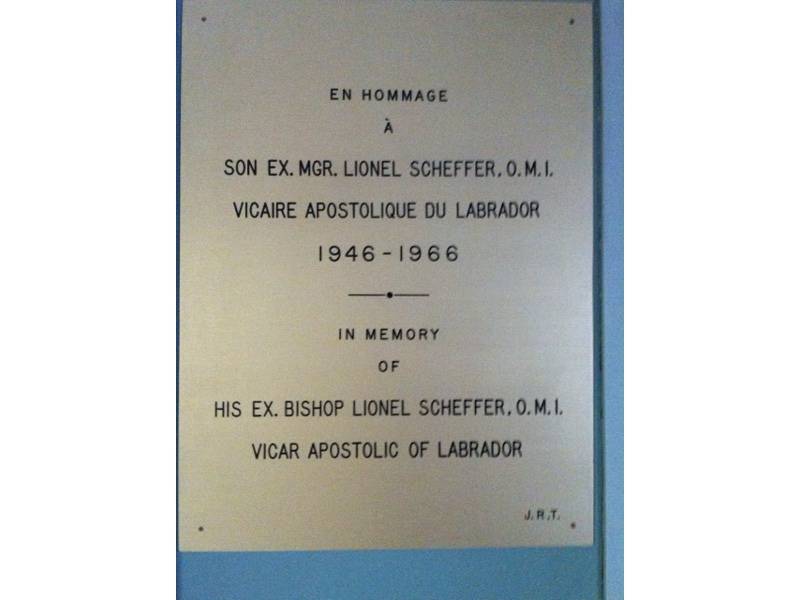 EN HOMMAGE
À
SON EX. MGR. LIONEL SCHEFFER, O.M.I.
VICAIRE APOSTOLIQUE DU LABRADOR
1946-1966
IN MEMORY
OF
HIS EX. BISHOP LIONEL SCHEFFER, O.M.I.
VICAR APOSTOLIC OF LABRADOR
J.R.T.